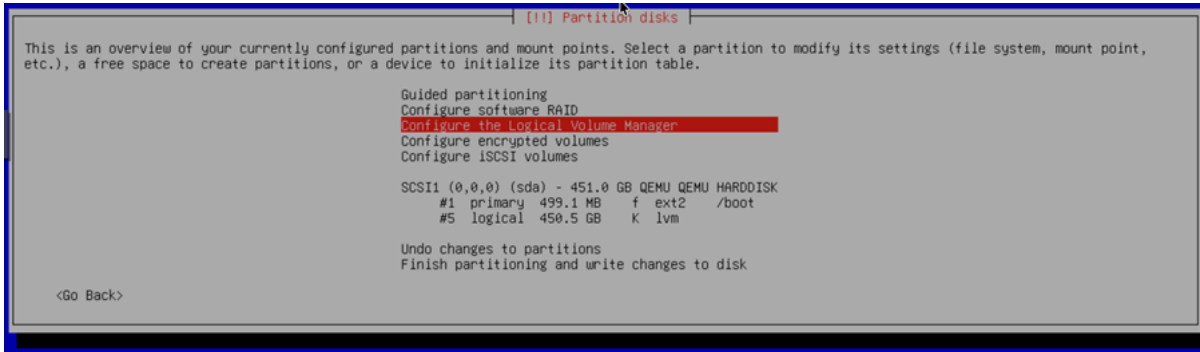 [!!] Partition disks
This is an overview of your currently configured partitions and mount points. Select a partition to modify its settings (file system, mount point,
etc.), a free space to create partitions, or a device to initialize its partition table.
Guided partitioning
Configure software RAID
Configure the Logical Volume Manager
Configure encrypted volumes
Configure iSCSI volumes
SCSI1 (0,0,0) (sda) - 451.0 GB QEMU QEMU HARDDISK
#1 primary 499.1 MB f ext2 /boot
#5 logical 450.5 GB K lvm
Undo changes to partitions
Finish partitioning and write changes to disk
<Go Back>